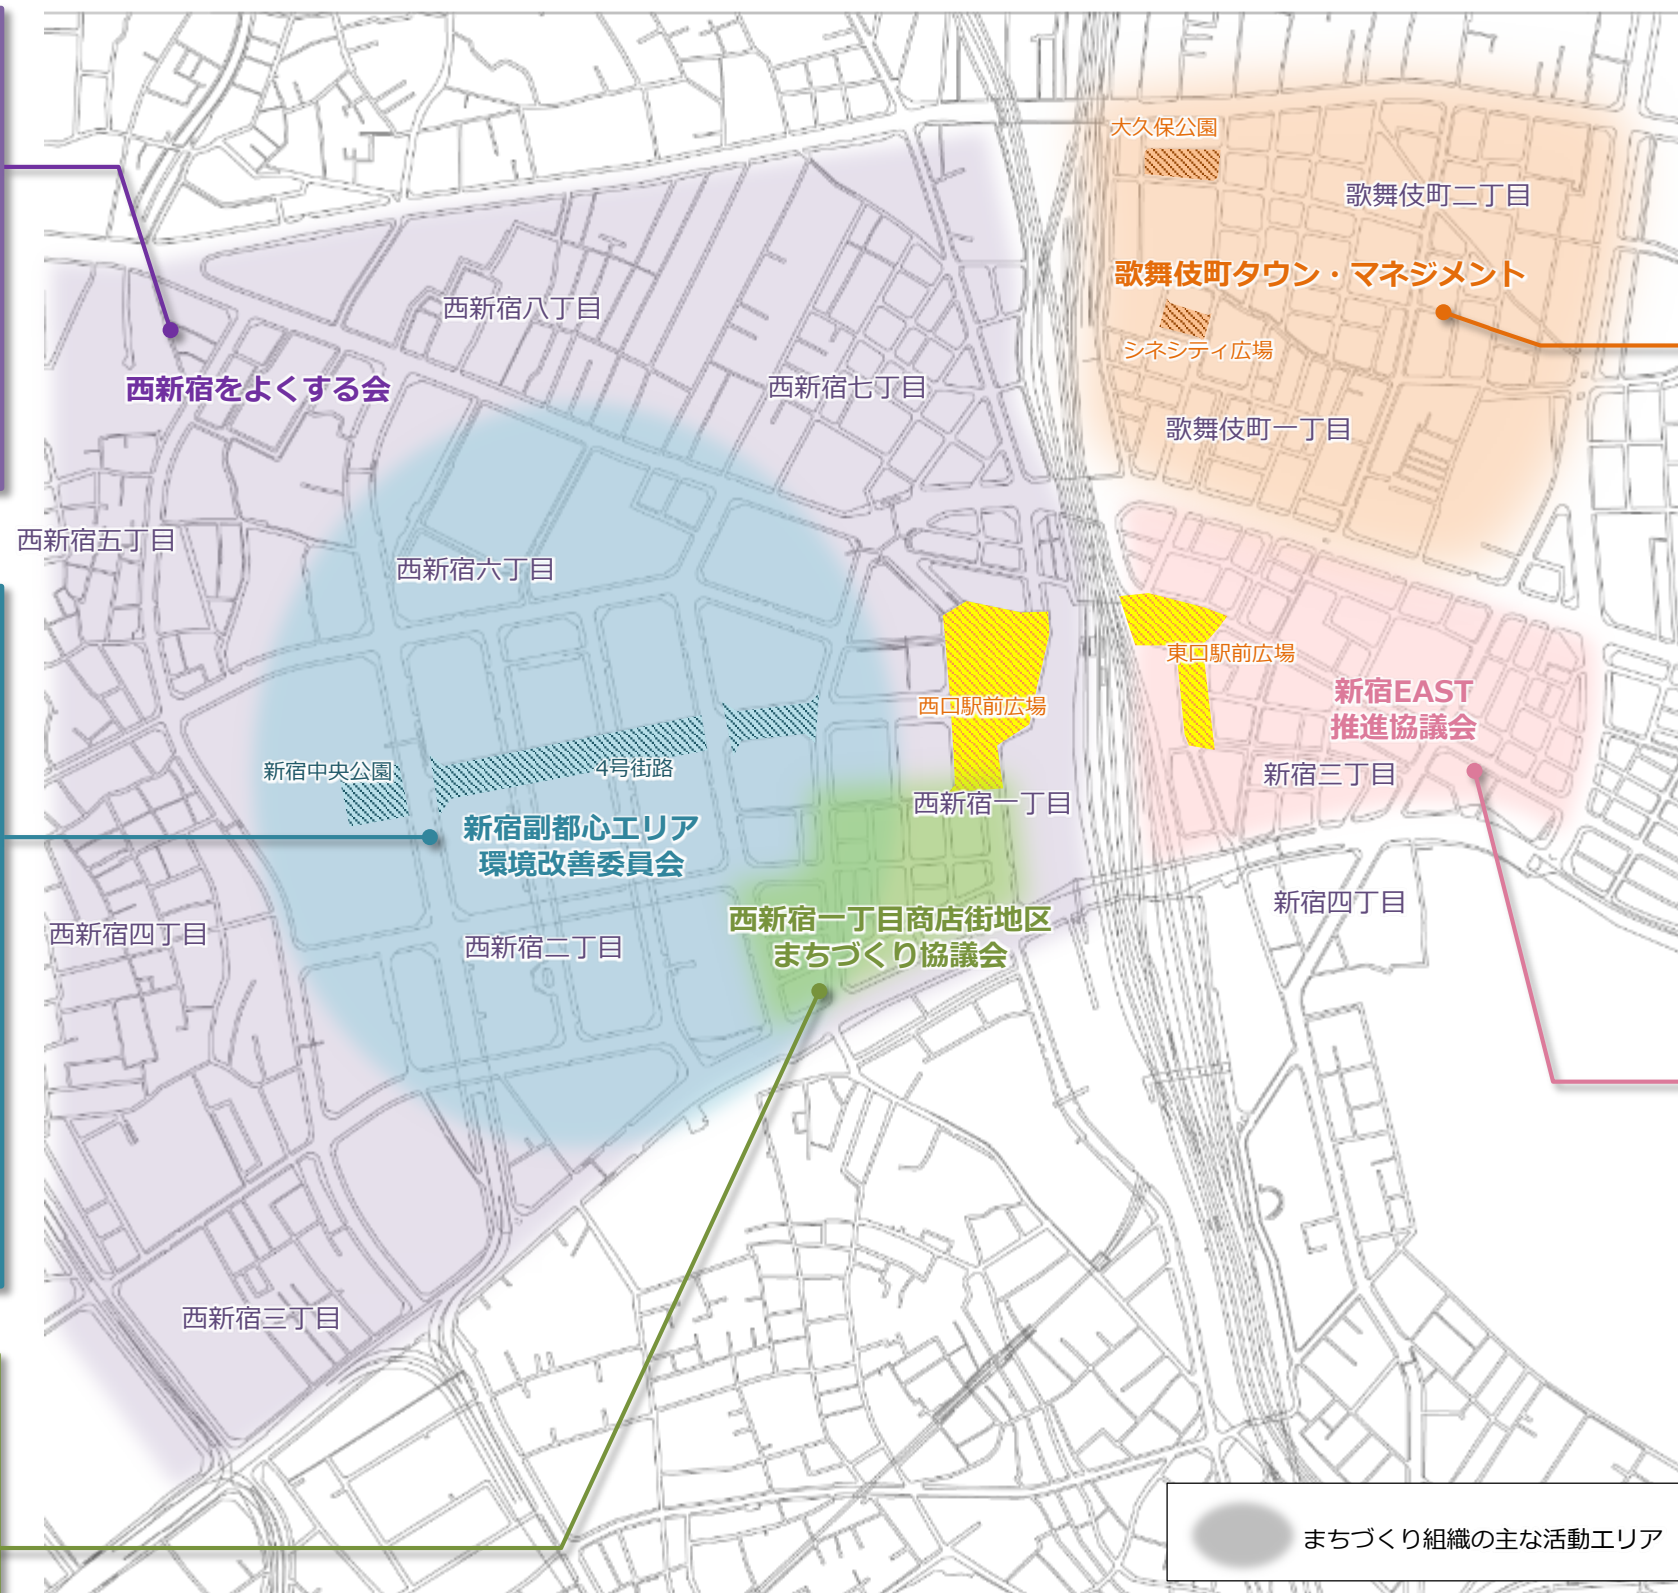 大久保公園
歌舞伎町二丁目
歌舞伎町タウン・マネジメント
西新宿八丁目
シネシティ広場
西新宿七丁目
西新宿をよくする会
歌舞伎町一丁目
西新宿五丁目
西新宿六丁目
東口駅前広場
新宿EAST
推進協議会
西口駅前広場
新宿中央公園
4号街路
新宿三丁目
西新宿一丁目
新宿副都心エリア
環境改善委員会
新宿四丁目
西新宿一丁目商店街地区
まちづくり協議会
西新宿四丁目
西新宿二丁目
西新宿三丁目
まちづくり組織の主な活動エリア